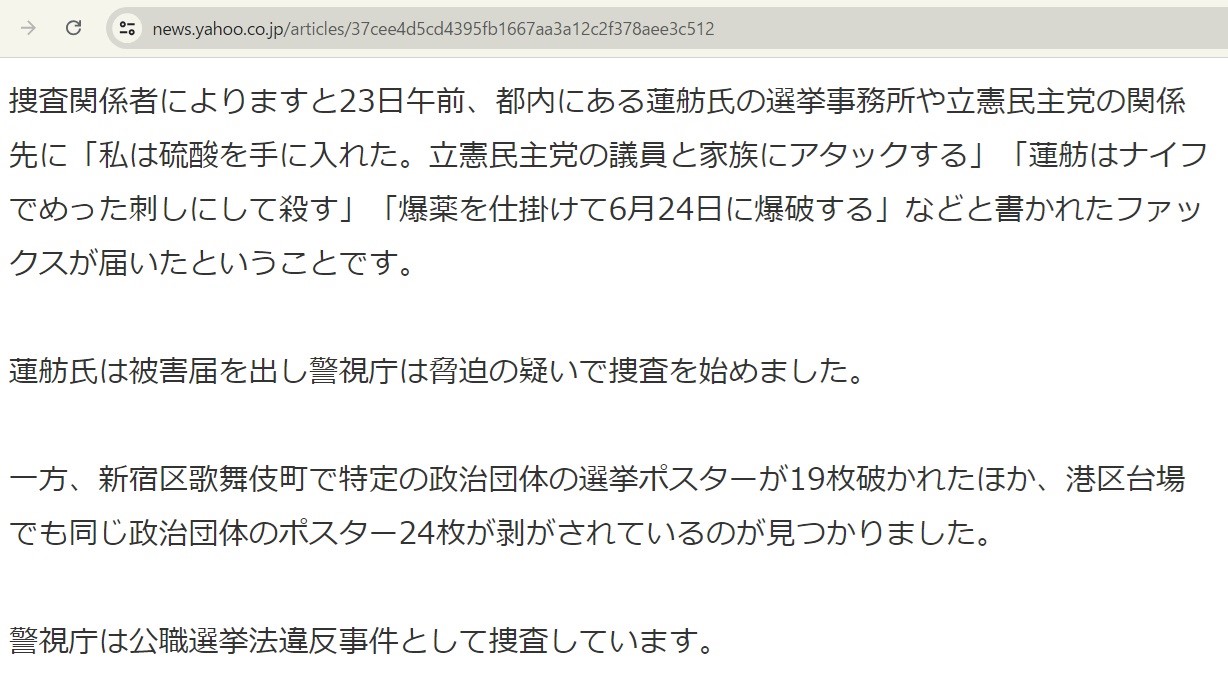 news.yahoo.co.jp/articles/37cee4d5cd4395fb1667aa3a12c2f378aee3c512
捜査関係者によりますと23日午前、都内にある蓮舫氏の選挙事務所や立憲民主党の関係
先に「私は硫酸を手に入れた。立憲民主党の議員と家族にアタックする」「蓮舫はナイフ
でめった刺しにして殺す」「爆薬を仕掛けて6月24日に爆破する」などと書かれたファッ
クスが届いたということです。
蓮舫氏は被害届を出し警視庁は脅迫の疑いで捜査を始めました。
一方、新宿区歌舞伎町で特定の政治団体の選挙ポスターが19枚破かれたほか、港区台場
でも同じ政治団体のポスター24枚が剥がされているのが見つかりました。
警視庁は公職選挙法違反事件として捜査しています。